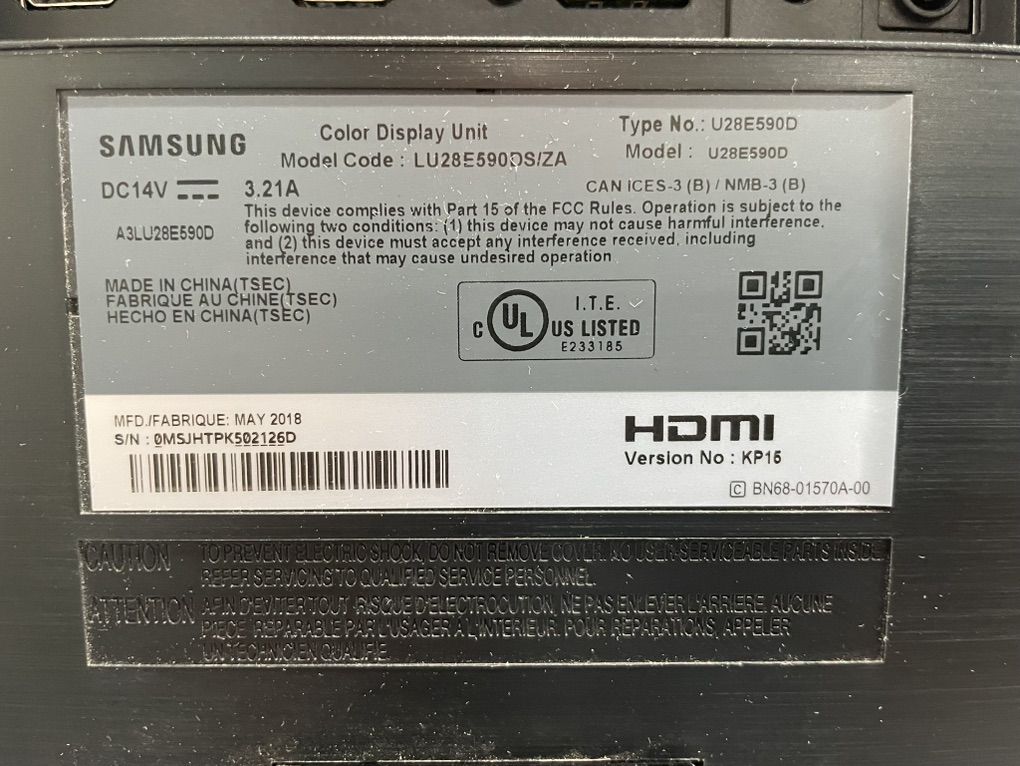 SAMSUNG
Color Display Unit
Type No.: U28E590D
Model Code : LU28E590DS/ZA
Model : U28E590D
DC14V 3.21A
CAN ICES-3 (B) / NMB-3 (B)
A3LU28E590D
This device complies with Part 15 of the FCC Rules. Operation is subject to the
following two conditions: (1) this device may not cause harmful interference,
and (2) this device must accept any interference received, including
interference that may cause undesired operation
MADE IN CHINA(TSEC)
FABRIQUE AU CHINE(TSEC)
HECHO EN CHINA(TSEC)
I.T.E.
C UL US LISTED
E233185
MFD./FABRIQUE: MAY 2018
S/N : 0MSJHTPK502126D
HDMI
Version No : KP15
C BN68-01570A-00
CAUTION TO PREVENT ELECTRIC SHOCK, DO NOT REMOVE COVER. NO USER-SERVICEABLE PARTS INSIDE.
REFER SERVICING TO QUALIFIED SERVICE PERSONNEL.
ATTENTION AFIN D'EVITER TOUT RISQUE D'ELECTROCUTION, NE PAS ENLEVER L'ARRIERE. AUCUNE
PIECE REPARABLE PAR L'USAGER A L'INTERIEUR. POUR REPARATIONS, APPELER
UN TECHNICIEN QUALIFIE